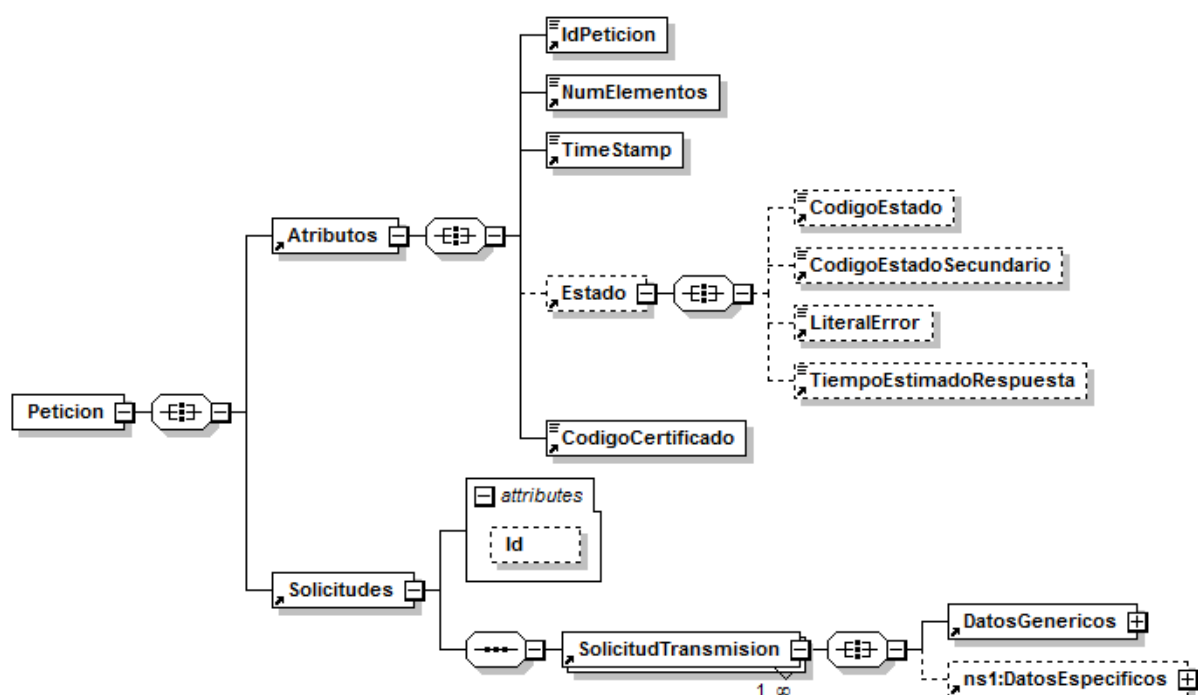 IdPeticion
NumElementos
TimeStamp
CodigoEstado
Atributos
CodigoEstadoSecundario
Estado
LiteralError
TiempoEstimadoRespuesta
Peticion
CodigoCertificado
attributes
Id
Solicitudes
DatosGenericos
SolicitudTransmision
ns1:DatosEspecificos
1..∞